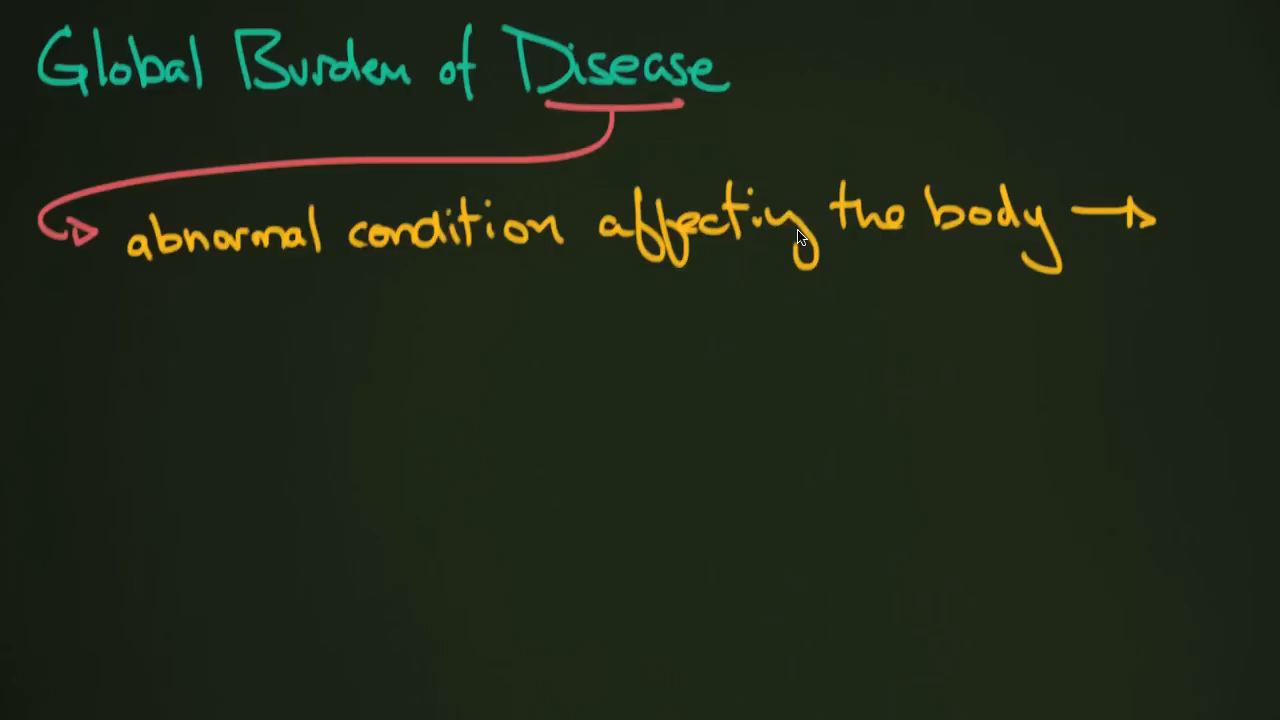 Global Burden of Disease
abnormal condition affecting the body →